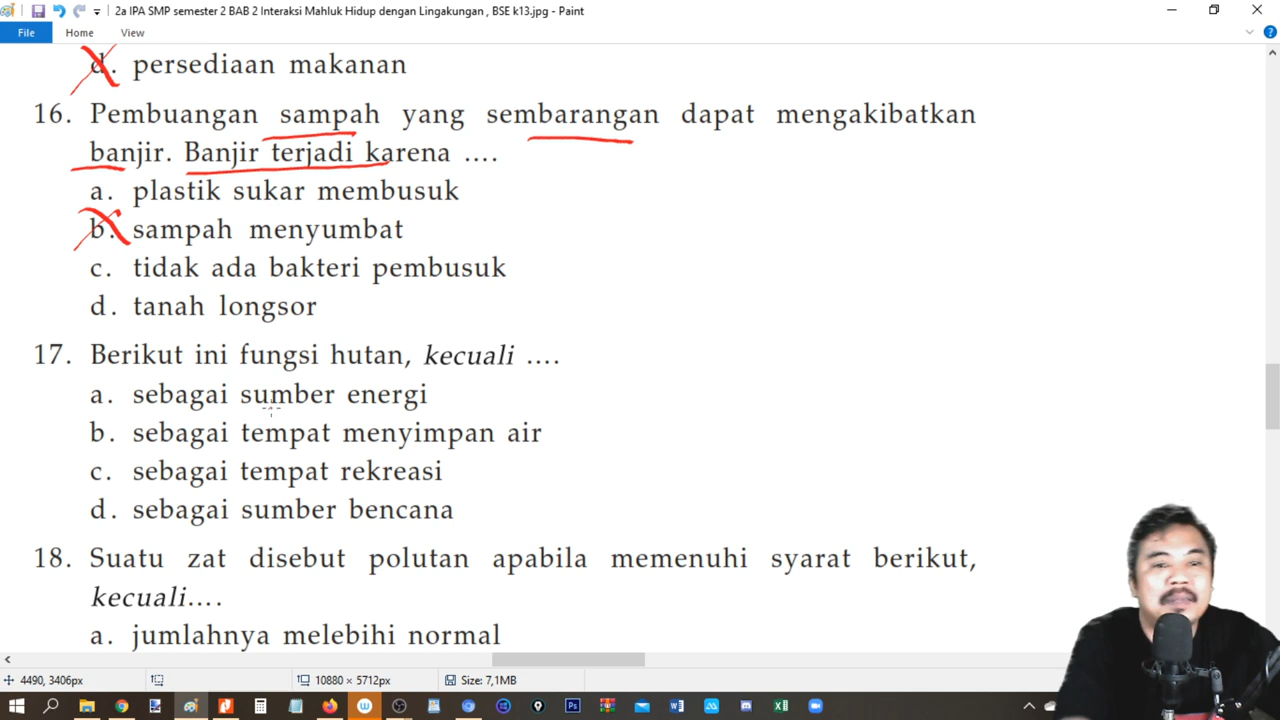 2a IPA SMP semester 2 BAB 2 Interaksi Mahluk Hidup dengan Lingakungan , BSE k13.jpg - Paint
File Home View
d. persediaan makanan
16. Pembuangan sampah yang sembarangan dapat mengakibatkan
banjir. Banjir terjadi karena ....
a. plastik sukar membusuk
b. sampah menyumbat
c. tidak ada bakteri pembusuk
d. tanah longsor
17. Berikut ini fungsi hutan, kecuali ....
a. sebagai sumber energi
b. sebagai tempat menyimpan air
c. sebagai tempat rekreasi
d. sebagai sumber bencana
18. Suatu zat disebut polutan apabila memenuhi syarat berikut,
kecuali....
a. jumlahnya melebihi normal
4490, 3406px 10880 × 5712px Size: 7,1MB